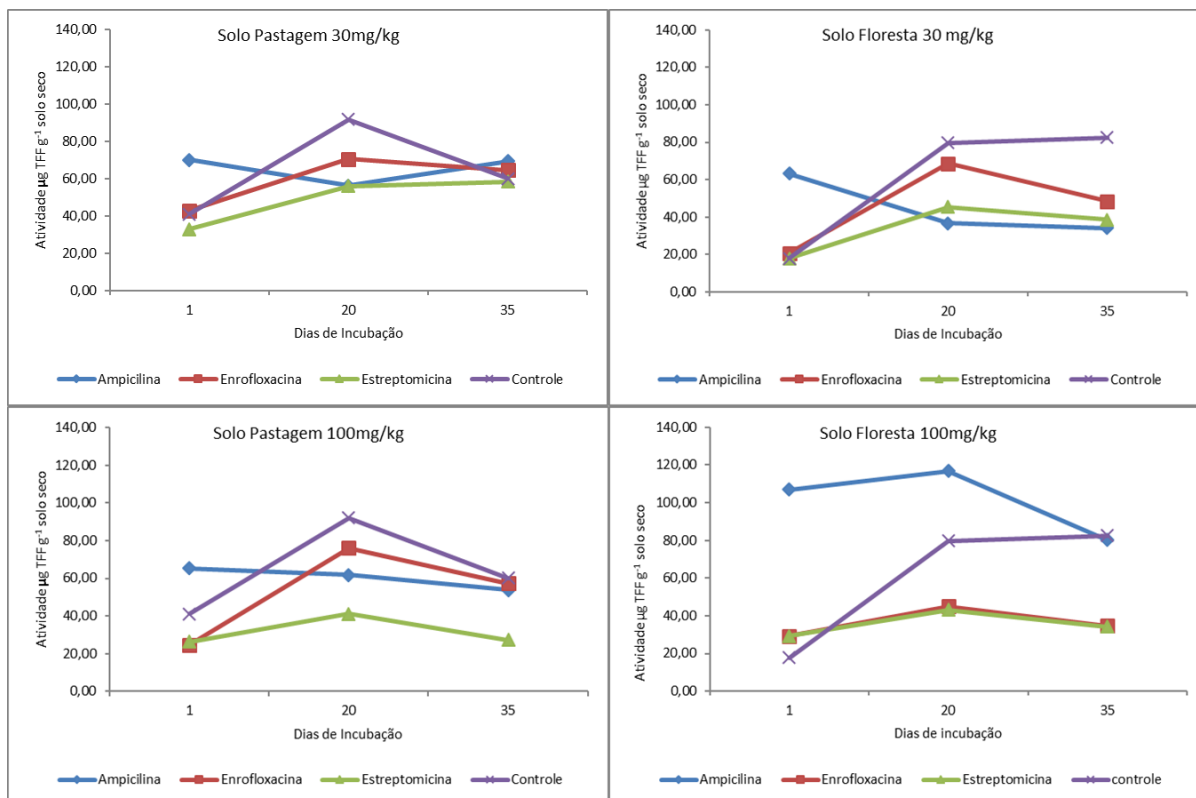 Solo Pastagem 30mg/kg
Atividade µg TFF g⁻¹ solo seco
140,00
120,00
100,00
80,00
60,00
40,00
20,00
0,00
1 20 35
Dias de Incubação
Ampicilina Enrofloxacina Estreptomicina Controle
Solo Floresta 30 mg/kg
Atividade µg TFF g⁻¹ solo seco
140,00
120,00
100,00
80,00
60,00
40,00
20,00
0,00
1 20 35
Dias de Incubação
Ampicilina Enrofloxacina Estreptomicina Controle
Solo Pastagem 100mg/kg
Atividade µg TFF g⁻¹ solo seco
140,00
120,00
100,00
80,00
60,00
40,00
20,00
0,00
1 20 35
Dias de Incubação
Ampicilina Enrofloxacina Estreptomicina Controle
Solo Floresta 100mg/kg
Atividade µg TFF g⁻¹ solo seco
140,00
120,00
100,00
80,00
60,00
40,00
20,00
0,00
1 20 35
Dias de incubação
Ampicilina Enrofloxacina Estreptomicina controle